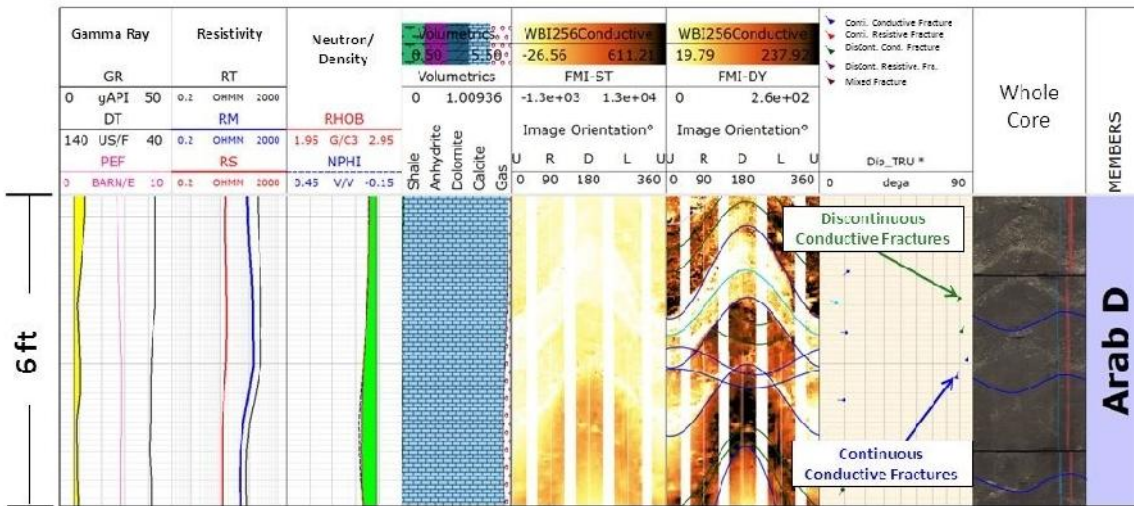 Gamma Ray
GR
0 gAPI 50
DT
140 US/F 40
PEF
0 BARN/E 10
Resistivity
RT
0.2 OHMM 2000
RM
0.2 OHMM 2000
RS
0.2 OHMM 2000
Neutron/
Density
RHOB
1.95 G/C3 2.95
NPHI
0.45 V/V -0.15
Volumetrics
0.50 5.50
Volumetrics
0 1.00936
Shale
Anhydrite
Dolomite
Calcite
Gas
WBI256Conductive
-26.56 611.21
FMI-ST
-1.3e+03 1.3e+04
Image Orientation°
U R D L U
0 90 180 360
WBI256Conductive
19.79 237.92
FMI-DY
0 2.6e+02
Image Orientation°
U R D L U
0 90 180 360
Conductive Fracture
Resistive Fracture
DisCont. Cond. Fracture
DisCont. Resistive. Fra.
Mixed Fracture
Dip_TRU *
0 dega 90
Whole
Core
MEMBERS
6 ft
Discontinuous
Conductive Fractures
Continuous
Conductive Fractures
Arab D